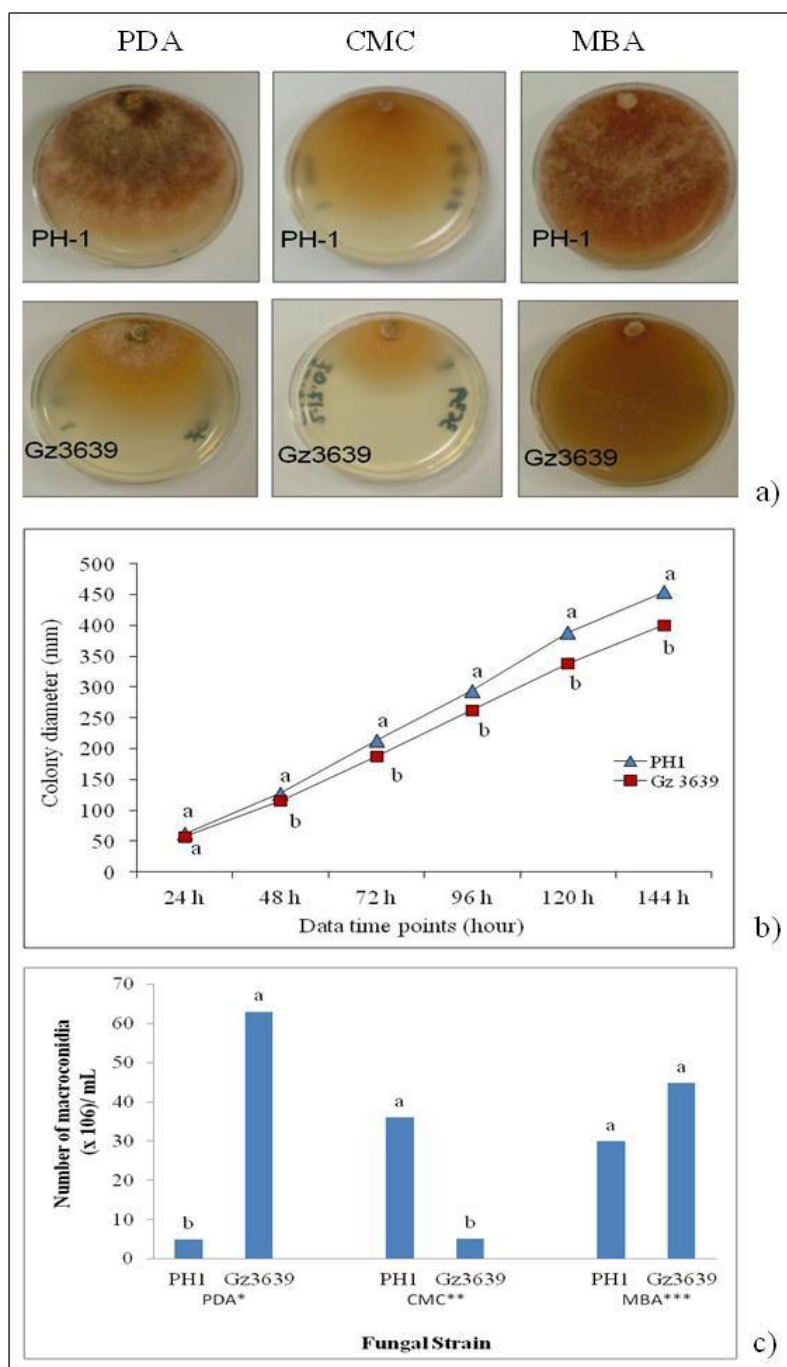 PDA CMC MBA
PH-1 PH-1 PH-1
Gz3639 Gz3639 Gz3639
a)
500
450
400
350
300
250
200
150
100
50
0
Colony diameter (mm)
a a a a a a
a b b b b b
PH1
Gz 3639
24 h 48 h 72 h 96 h 120 h 144 h
Data time points (hour)
b)
70
60
50
40
30
20
10
0
Number of macroconidia
(x 106)/ mL
b a a b a a
PH1 Gz3639 PH1 Gz3639 PH1 Gz3639
PDA* CMC** MBA***
Fungal Strain
c)